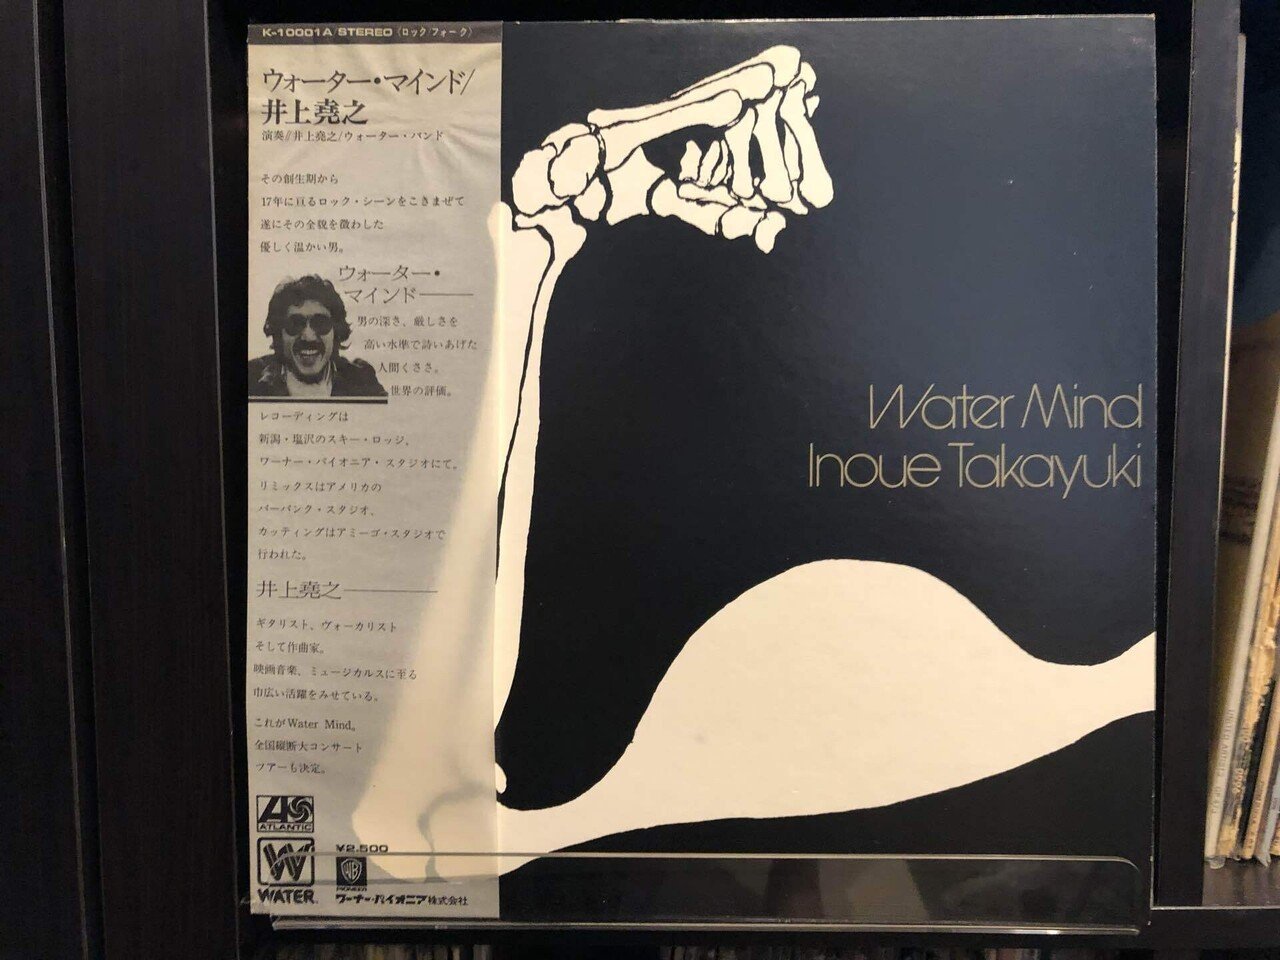 K-10001A STEREO (ロック/フォーク)
ウォーター・マインド/
井上堯之
演奏//井上堯之/ウォーター・バンド
その創生期から
17年に亘るロック・シーンをこきまぜて
遂にその全貌を徴わした
優しく温かい男。
ウォーター・
マインド――
男の深さ、厳しさを
高い水準で詩いあげた
人間くささ。
世界の評価。
レコーディングは
新潟・塩沢のスキー・ロッジ、
ワーナー・パイオニア・スタジオにて。
リミックスはアメリカの
バーバンク・スタジオ、
カッティングはアミーゴ・スタジオで
行われた。
井上堯之――
ギタリスト、ヴォーカリスト
そして作曲家。
映画音楽、ミュージカルスに至る
巾広い活躍をみせている。
これがWater Mind。
全国縦断大コンサート
ツアーも決定。
ATLANTIC
¥2,500
WATER
PIONEER
ワーナー・パイオニア株式会社
Water Mind
Inoue Takayuki